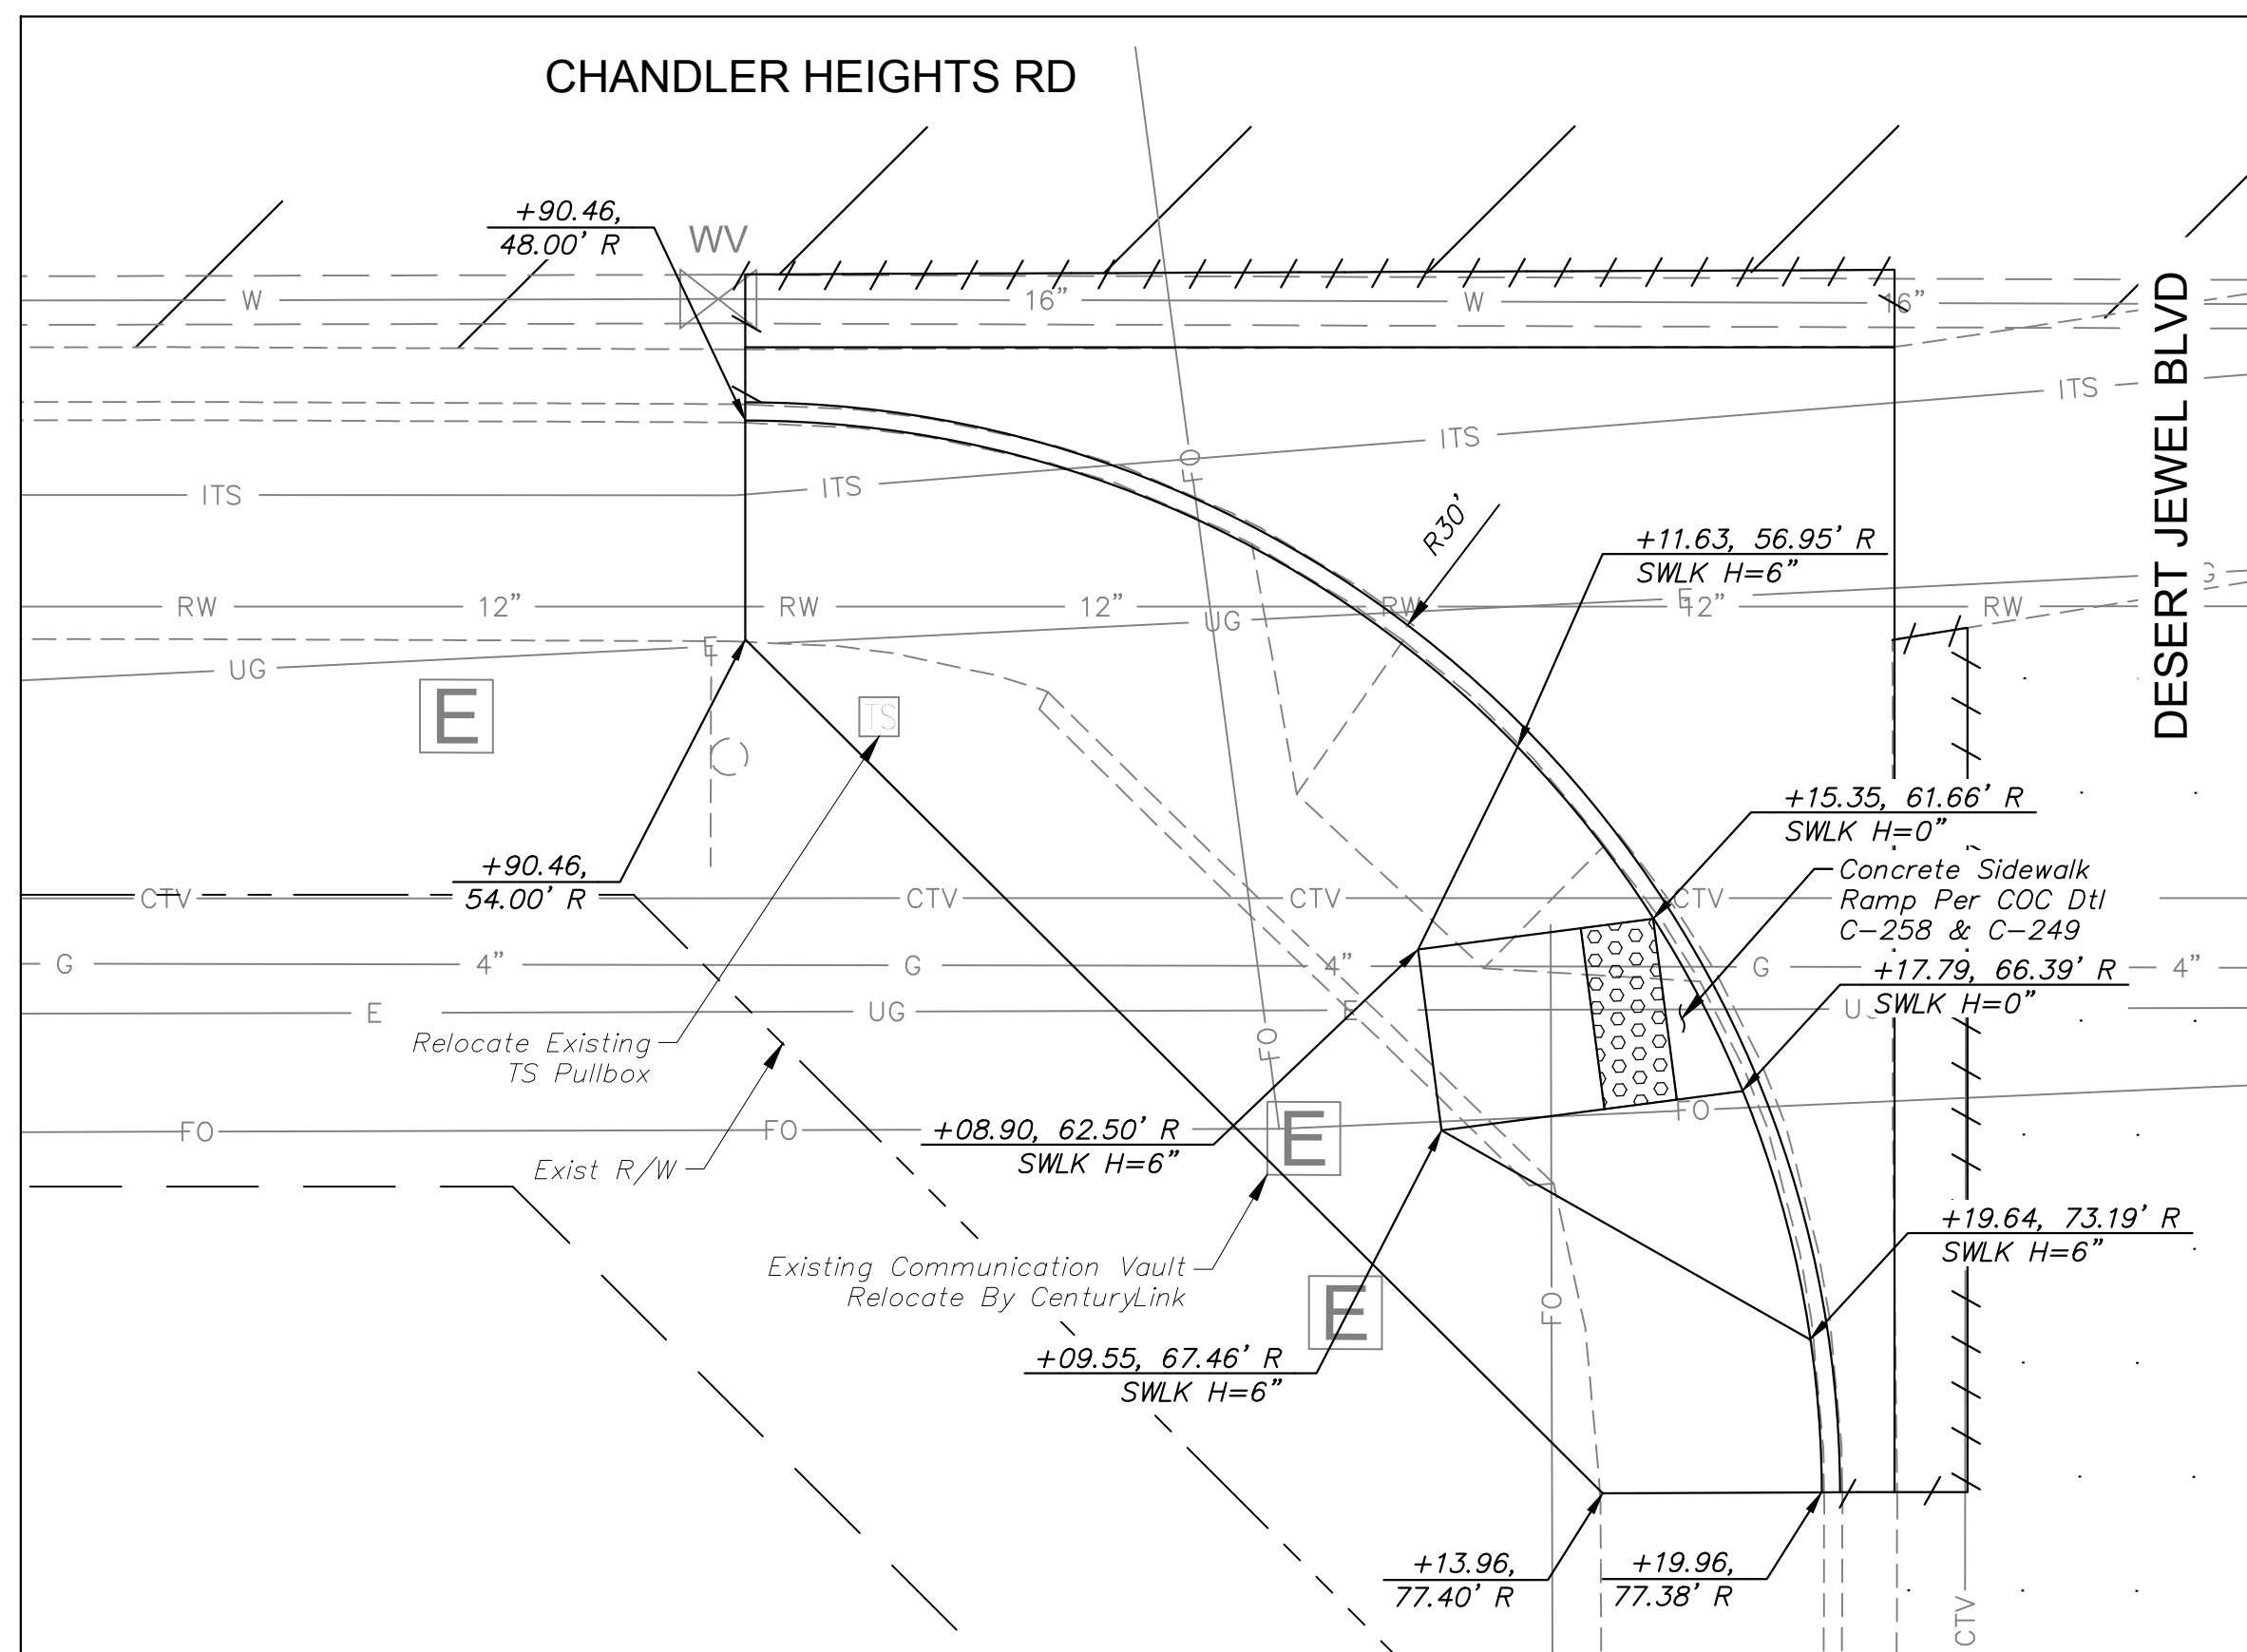 CHANDLER HEIGHTS RD
+90.46,
48.00' R
WV
W
16"
W
16"
DESERT JEWEL BLVD
ITS
ITS
ITS
ITS
FO
R30'
+11.63, 56.95' R
SWLK H=6"
RW
12"
RW
12"
RW
12"
RW
E
UG
E
UG
G
E
TS
+15.35, 61.66' R
SWLK H=0"
+90.46,
54.00' R
Concrete Sidewalk
Ramp Per COC Dtl
C-258 & C-249
CTV
CTV
CTV
CTV
G
4"
G
4"
G
4"
+17.79, 66.39' R
SWLK H=0"
E
UG
E
Relocate Existing
TS Pullbox
FO
FO
FO
FO
+08.90, 62.50' R
SWLK H=6"
E
Exist R/W
+19.64, 73.19' R
SWLK H=6"
Existing Communication Vault
Relocate By CenturyLink
E
FO
+09.55, 67.46' R
SWLK H=6"
+13.96,
77.40' R
+19.96,
77.38' R
CTV